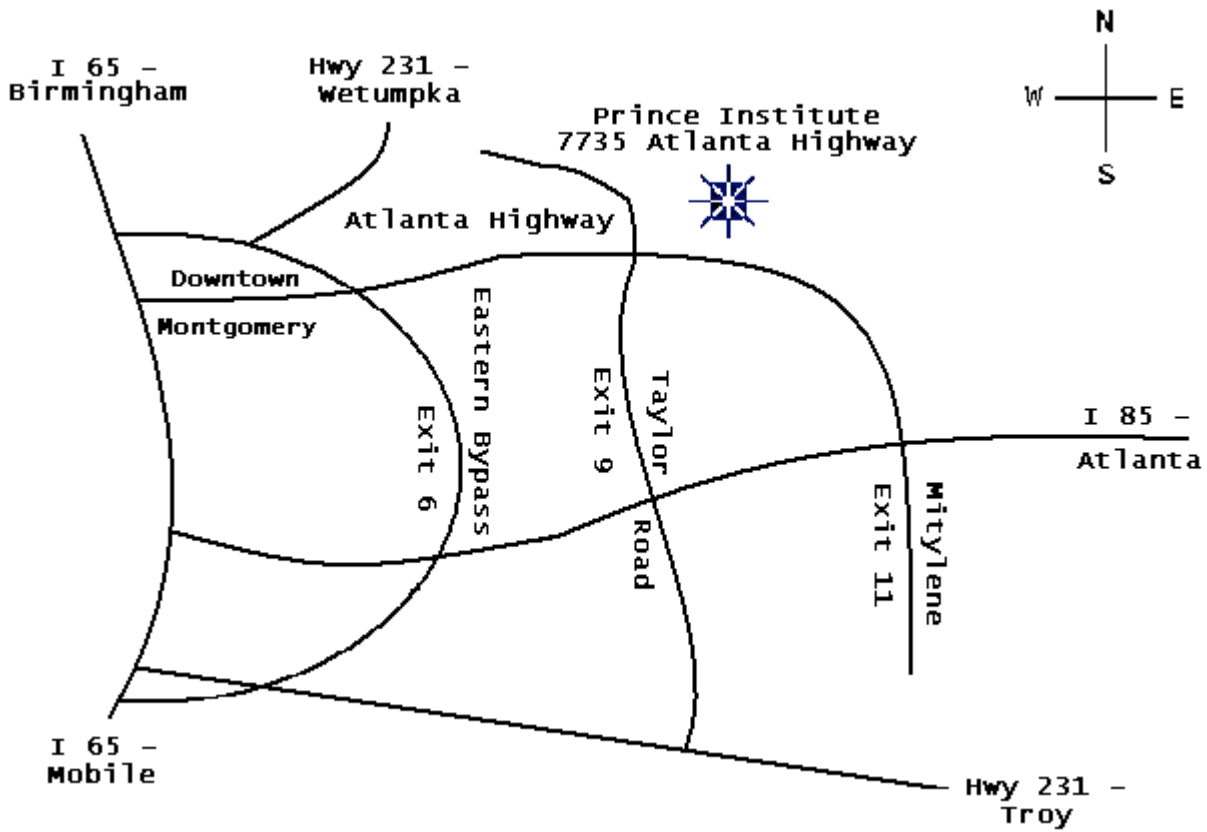 N
I 65 –
Birmingham
Hwy 231 –
Wetumpka
W
E
Prince Institute
7735 Atlanta Highway
S
Atlanta Highway
Downtown
Montgomery
Eastern Bypass
Exit 6
Exit 9
Taylor
Road
I 85 –
Atlanta
Mitylene
Exit 11
I 65 –
Mobile
Hwy 231 –
Troy